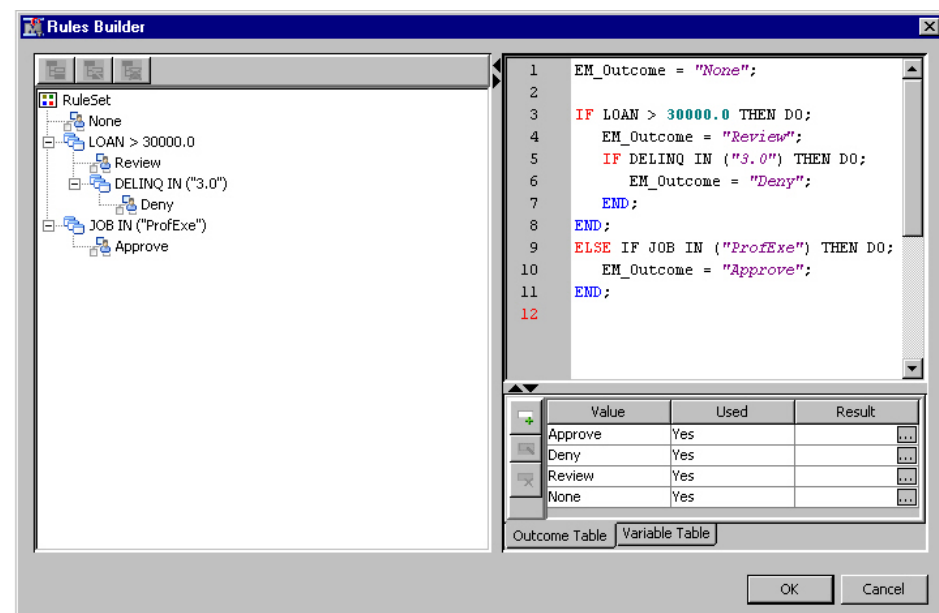 Rules Builder
RuleSet
None
LOAN > 30000.0
Review
DELINQ IN ("3.0")
Deny
JOB IN ("ProfExe")
Approve
1 EM_Outcome = "None";
2
3 IF LOAN > 30000.0 THEN DO;
4 EM_Outcome = "Review";
5 IF DELINQ IN ("3.0") THEN DO;
6 EM_Outcome = "Deny";
7 END;
8 END;
9 ELSE IF JOB IN ("ProfExe") THEN DO;
10 EM_Outcome = "Approve";
11 END;
12
Value Used Result
Approve Yes ...
Deny Yes ...
Review Yes ...
None Yes ...
Outcome Table Variable Table
OK Cancel